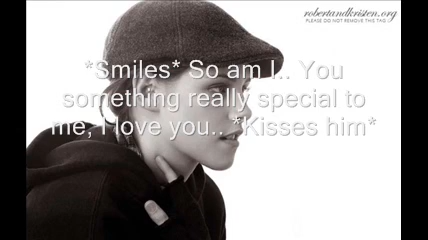 robertandkristen.org
PLEASE DO NOT REMOVE THIS TAG
*Smiles* So am I.. You
something really special to
me, I love you.. *Kisses him*